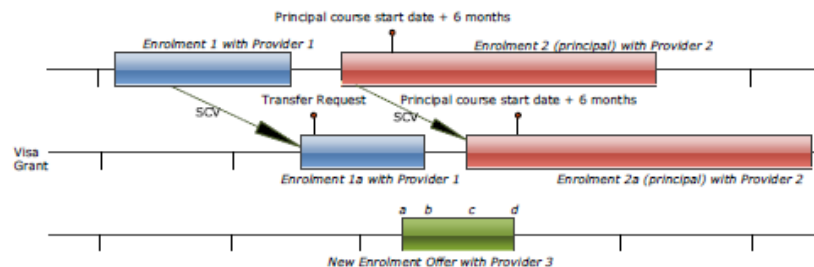 Principal course start date + 6 months
Enrolment 1 with Provider 1
Enrolment 2 (principal) with Provider 2
SCV
Transfer Request
SCV
Principal course start date + 6 months
Visa
Grant
Enrolment 1a with Provider 1
Enrolment 2a (principal) with Provider 2
a b c d
New Enrolment Offer with Provider 3